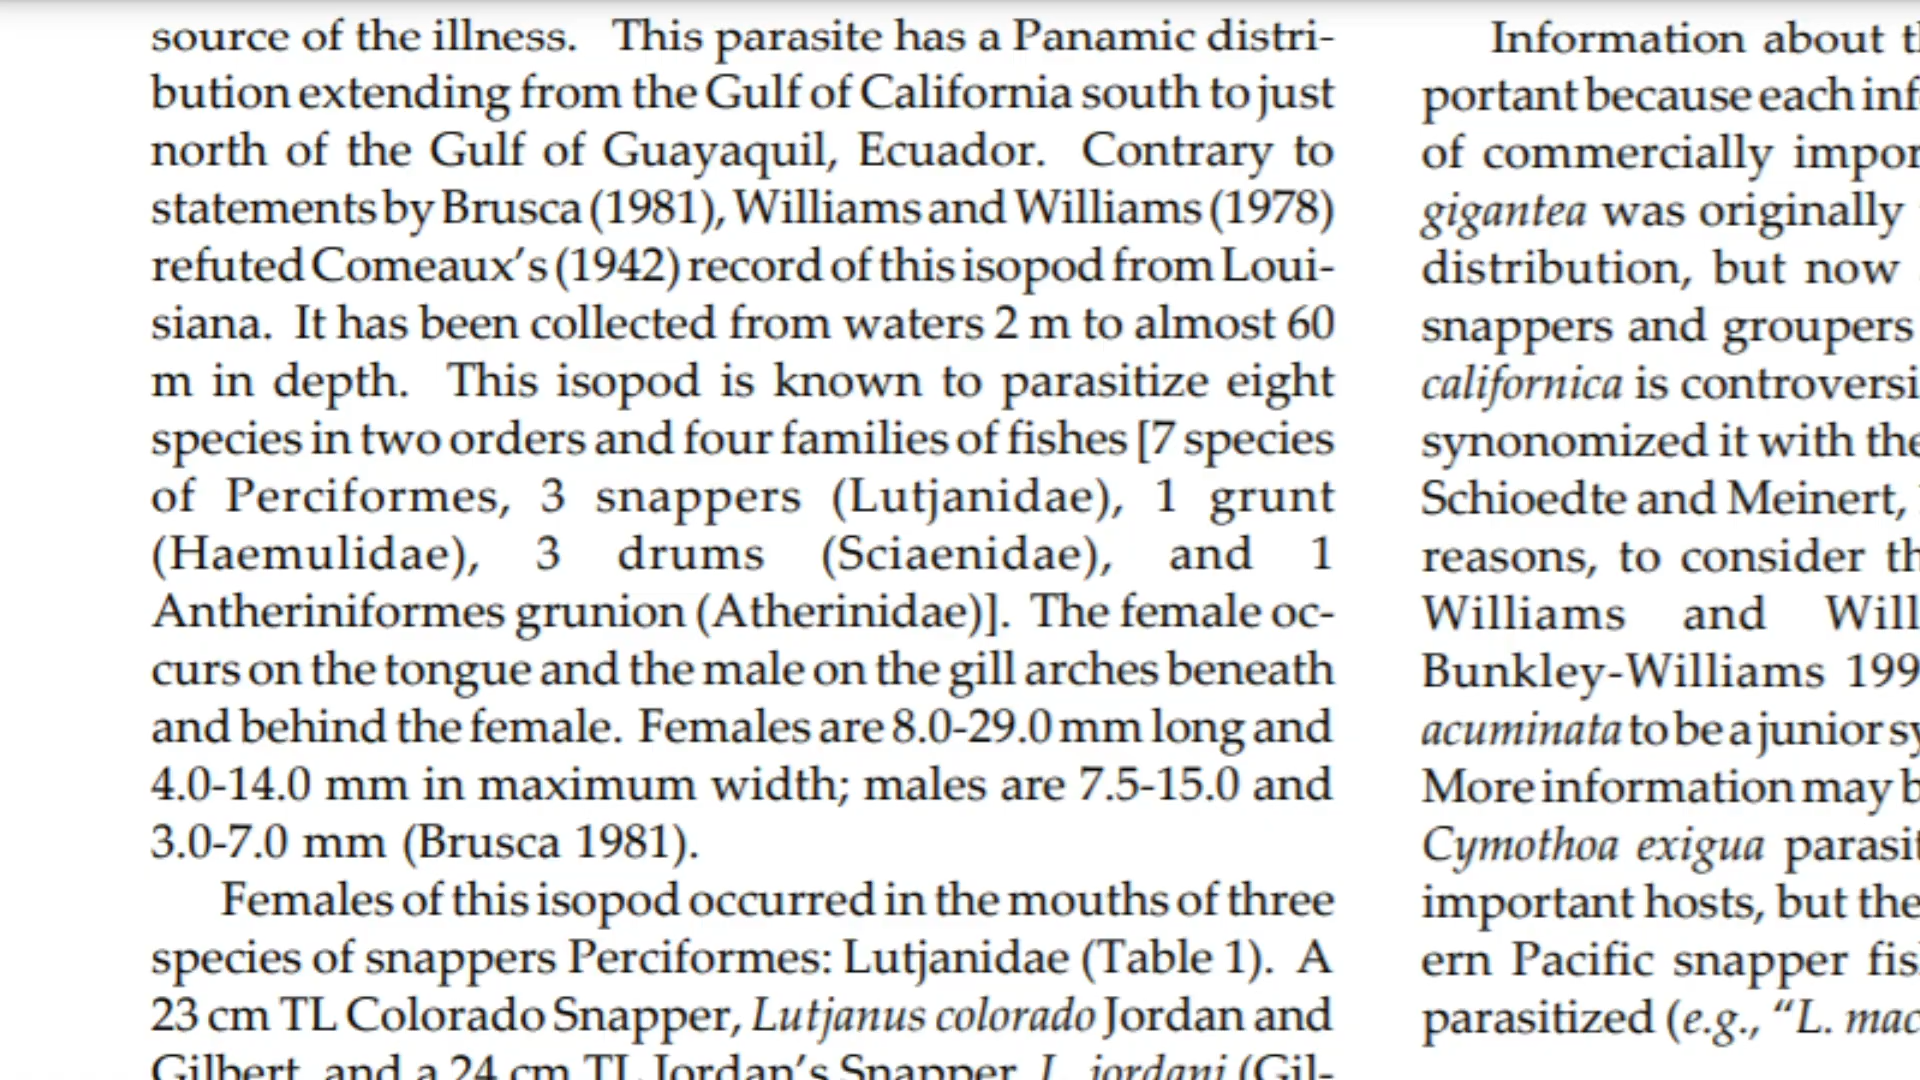 source of the illness. This parasite has a Panamic distri-
bution extending from the Gulf of California south to just
north of the Gulf of Guayaquil, Ecuador. Contrary to
statements by Brusca (1981), Williams and Williams (1978)
refuted Comeaux's (1942) record of this isopod from Loui-
siana. It has been collected from waters 2 m to almost 60
m in depth. This isopod is known to parasitize eight
species in two orders and four families of fishes [7 species
of Perciformes, 3 snappers (Lutjanidae), 1 grunt
(Haemulidae), 3 drums (Sciaenidae), and 1
Antheriniformes grunion (Atherinidae)]. The female oc-
curs on the tongue and the male on the gill arches beneath
and behind the female. Females are 8.0-29.0 mm long and
4.0-14.0 mm in maximum width; males are 7.5-15.0 and
3.0-7.0 mm (Brusca 1981).
Females of this isopod occurred in the mouths of three
species of snappers Perciformes: Lutjanidae (Table 1). A
23 cm TL Colorado Snapper, Lutjanus colorado Jordan and
Gilbert, and a 24 cm TL Jordan's Snapper, L. jordani (Gil-
Information about
portant because each
of commercially
gigantea was originally
distribution, but now
snappers and groupers
californica is
synonomized it with the
Schioedte and Meinert,
reasons, to consider
Williams and
Bunkley-Williams
acuminata to be a junior
More information may
Cymothoa exigua
important hosts, but
ern Pacific snapper
parasitized (e.g., "L.